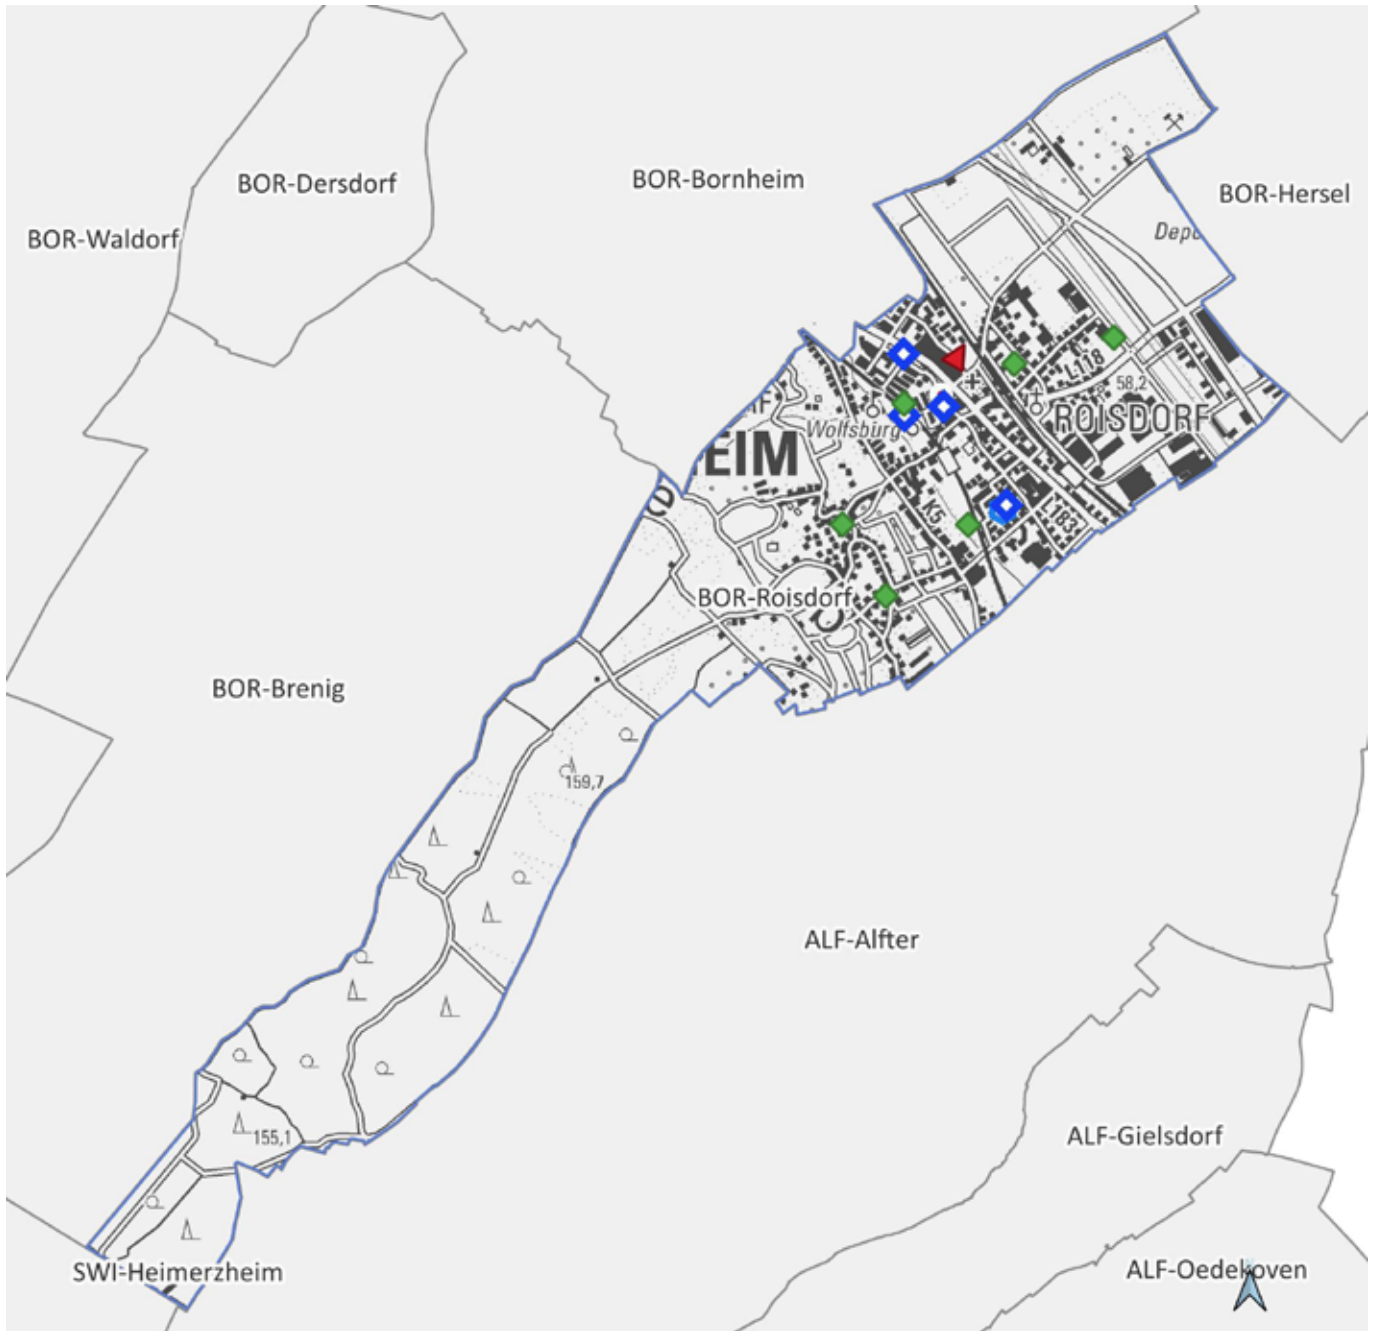 BOR-Dersdorf
BOR-Bornheim
BOR-Hersel
BOR-Waldorf
Depo
L118
58,2
ROISDORF
Wolfsburg
EIM
K5
183
e
BOR-Roisdorf
BOR-Brenig
159,7
ALF-Alfter
155,1
ALF-Gielsdorf
SWI-Heimerzheim
ALF-Oedekoven